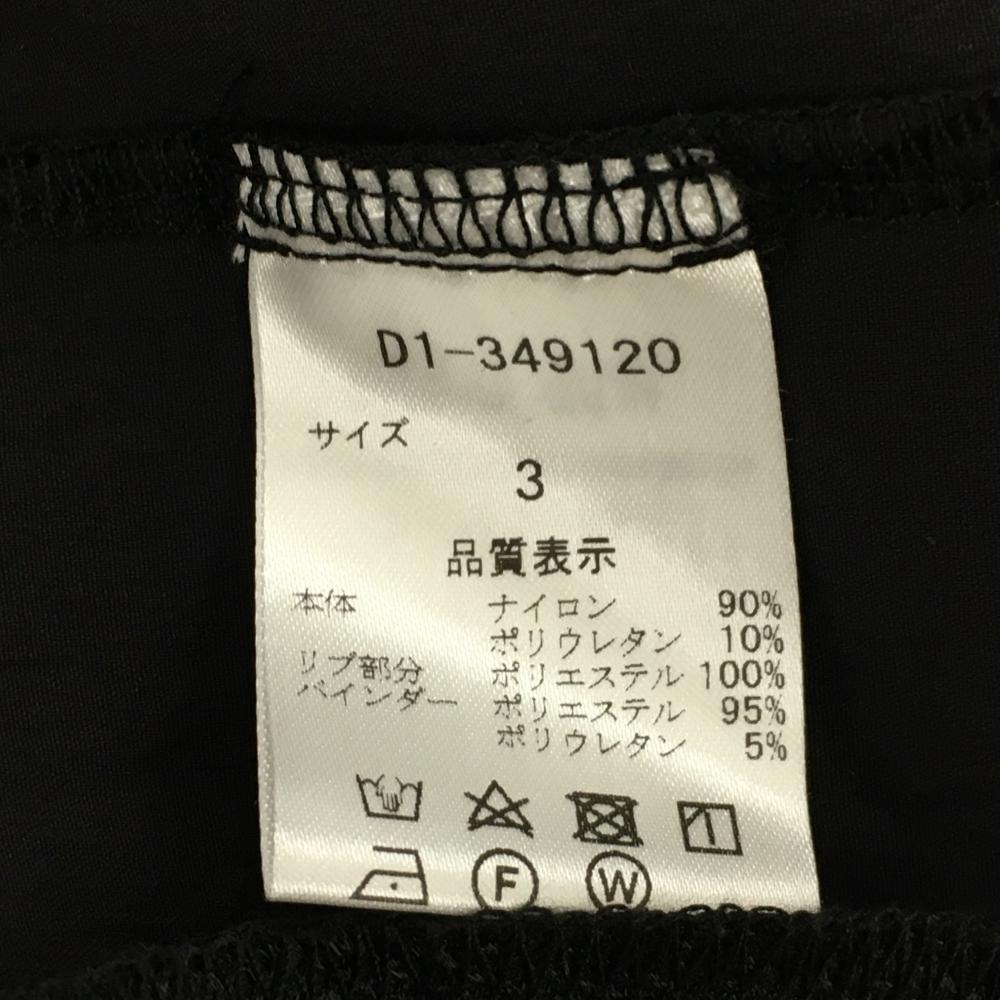 D1-349120
サイズ
3
品質表示
本体 ナイロン 90%
ポリウレタン 10%
リブ部分 ポリエステル 100%
バインダー ポリエステル 95%
ポリウレタン 5%
F W